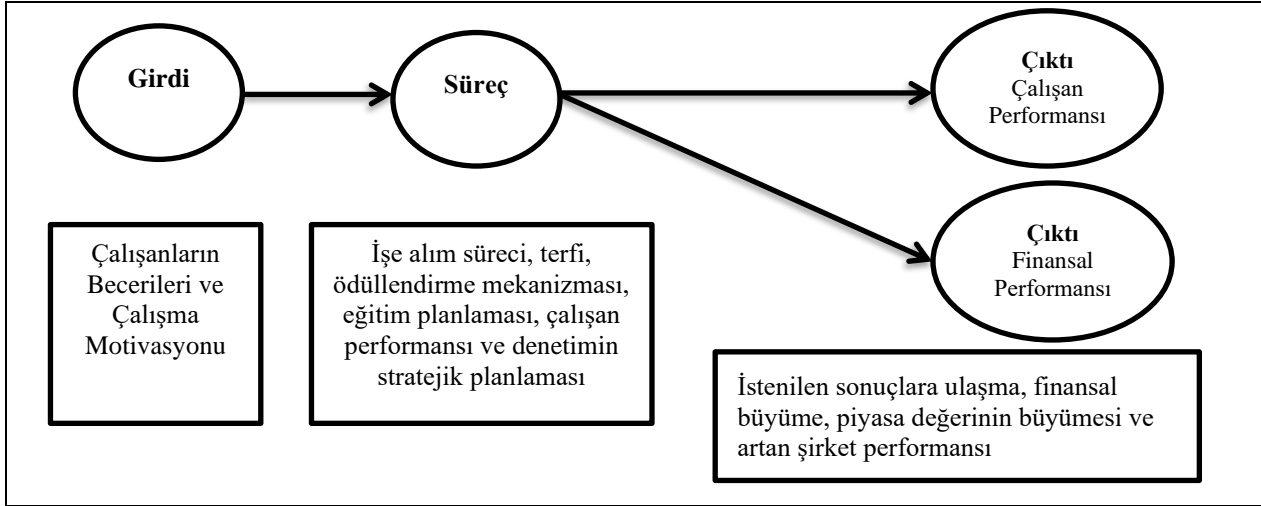 Girdi
Süreç
Çıktı
Çalışan
Performansı
Çıktı
Finansal
Performansı
Çalışanların
Becerileri ve
Çalışma
Motivasyonu
İşe alım süreci, terfi,
ödüllendirme mekanizması,
eğitim planlaması, çalışan
performansı ve denetimin
stratejik planlaması
İstenilen sonuçlara ulaşma, finansal
büyüme, piyasa değerinin büyümesi ve
artan şirket performansı